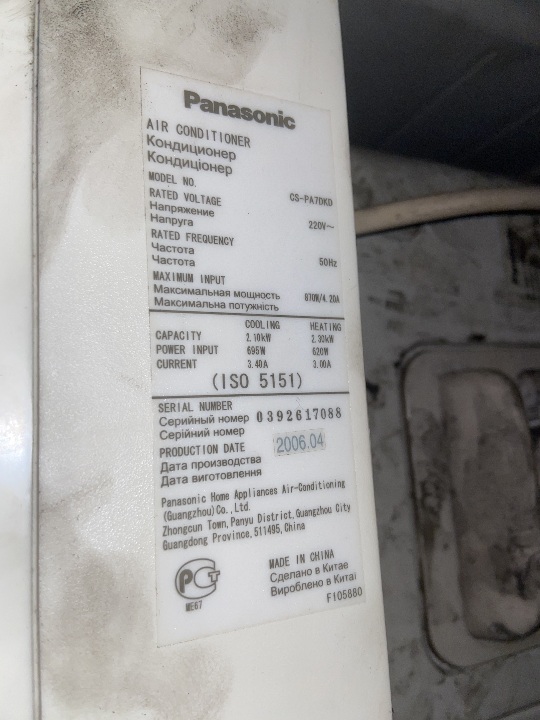 Panasonic
AIR CONDITIONER
Кондиционер
Кондиціонер
MODEL NO. CS-PA7DKD
RATED VOLTAGE
Напряжение 220V~
Напруга
RATED FREQUENCY
Частота 50Hz
Частота
MAXIMUM INPUT
Максимальная мощность 870W/4.20A
Максимальна потужність
COOLING HEATING
CAPACITY 2.10kW 2.30kW
POWER INPUT 695W 620W
CURRENT 3.40A 3.00A
(ISO 5151)
SERIAL NUMBER
Серийный номер 0392617088
Серійний номер
PRODUCTION DATE 2006.04
Дата производства
Дата виготовлення
Panasonic Home Appliances Air-Conditioning
(Guangzhou) Co., Ltd.
Zhongcun Town, Panyu District, Guangzhou City
Guangdong Province, 511495, China
РСТ
ME67
MADE IN CHINA
Сделано в Китае
Вироблено в Китаї
F105880